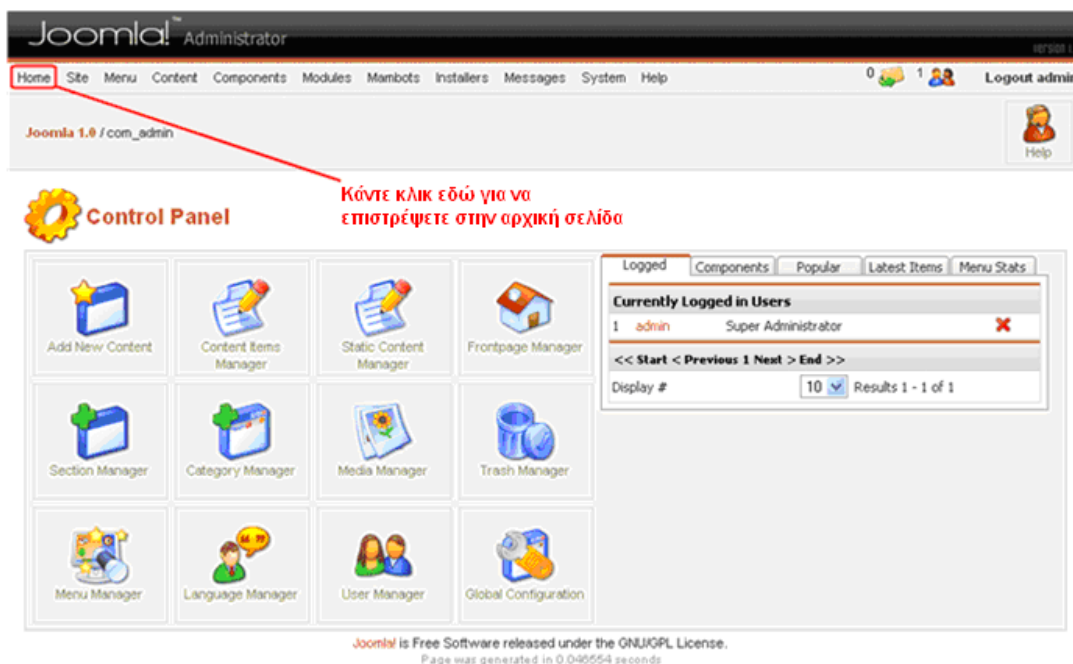 Joomla!™ Administrator
version
Home Site Menu Content Components Modules Mambots Installers Messages System Help 0 1 Logout admin
Joomla 1.0 / com_admin
Help
Κάντε κλικ εδώ για να
επιστρέψετε στην αρχική σελίδα
Control Panel
Add New Content
Content Items
Manager
Static Content
Manager
Frontpage Manager
Section Manager
Category Manager
Media Manager
Trash Manager
Menu Manager
Language Manager
User Manager
Global Configuration
Logged Components Popular Latest Items Menu Stats
Currently Logged in Users
1 admin Super Administrator
<< Start < Previous 1 Next > End >>
Display # 10 Results 1 - 1 of 1
Joomla! is Free Software released under the GNU/GPL License.
Page was generated in 0.046554 seconds